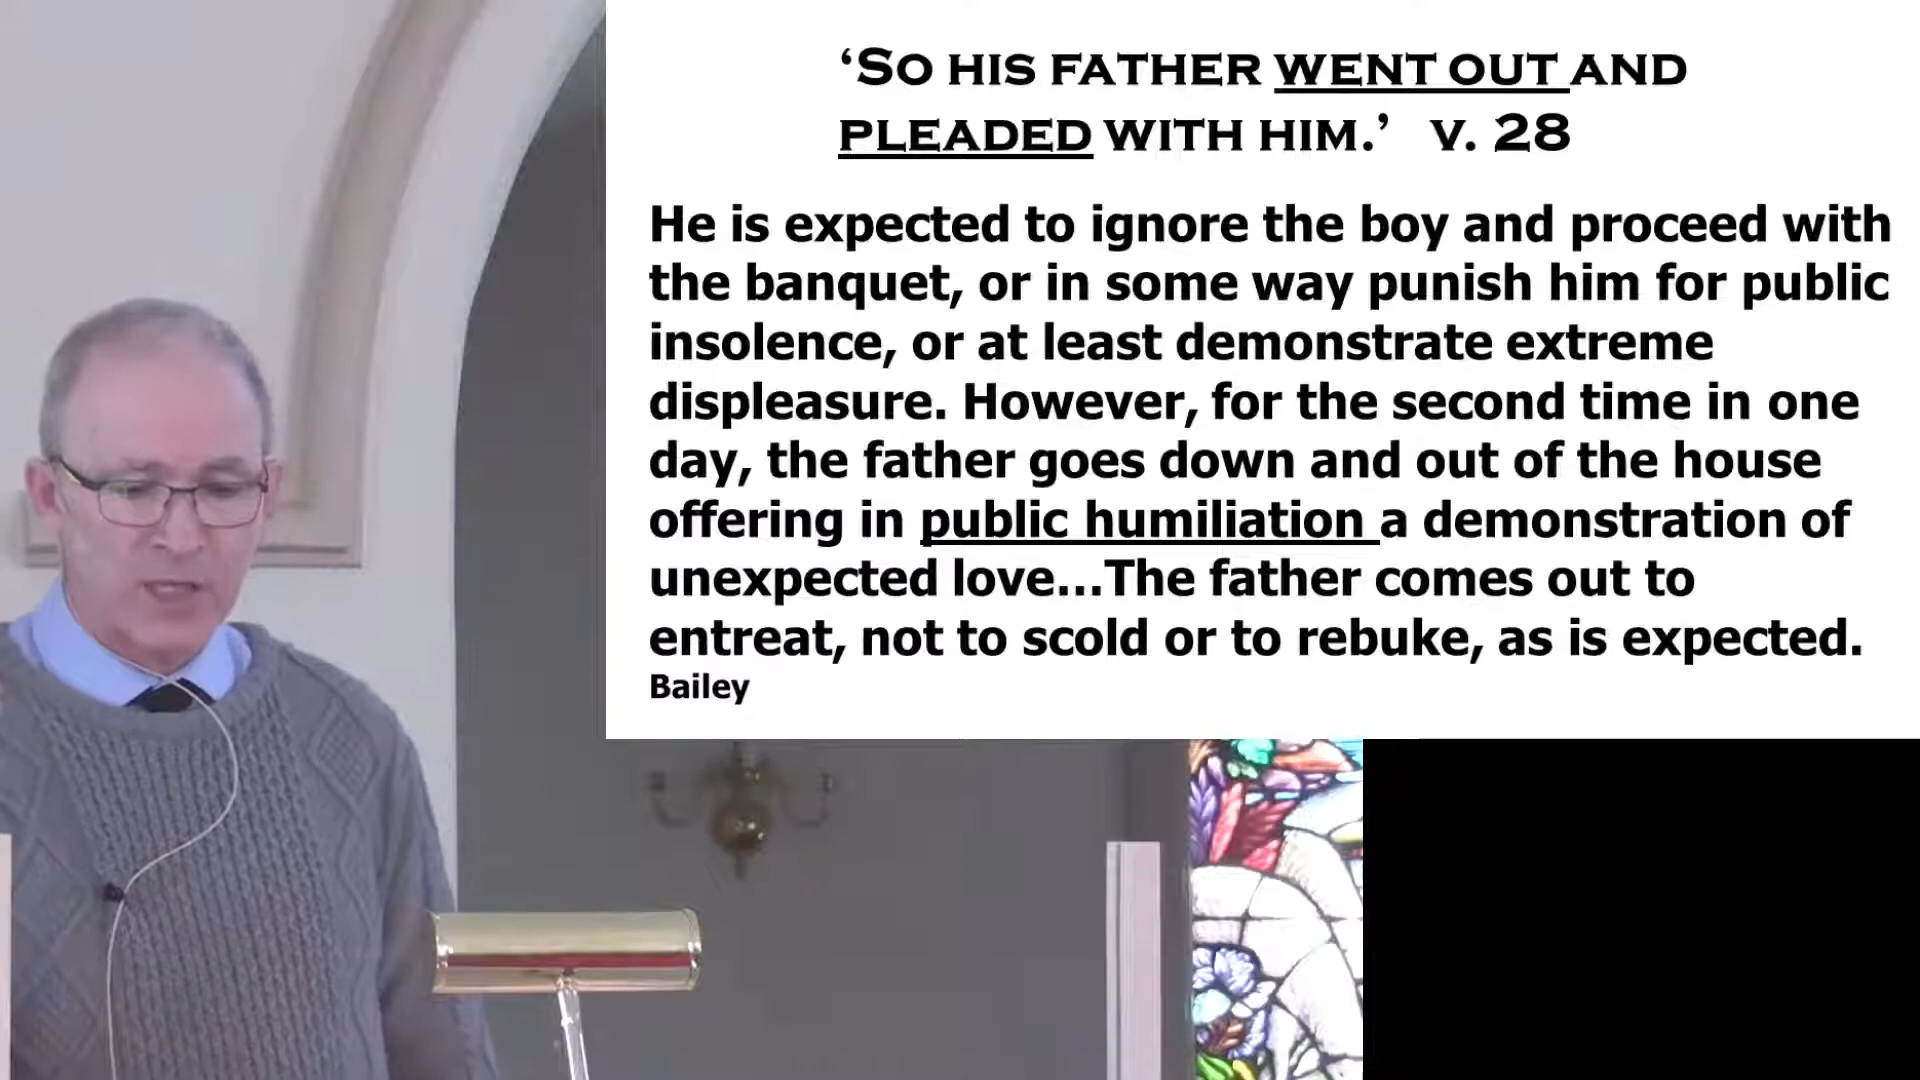 ‘So his father went out and
pleaded with him.’ v. 28
He is expected to ignore the boy and proceed with
the banquet, or in some way punish him for public
insolence, or at least demonstrate extreme
displeasure. However, for the second time in one
day, the father goes down and out of the house
offering in public humiliation a demonstration of
unexpected love...The father comes out to
entreat, not to scold or to rebuke, as is expected.
Bailey